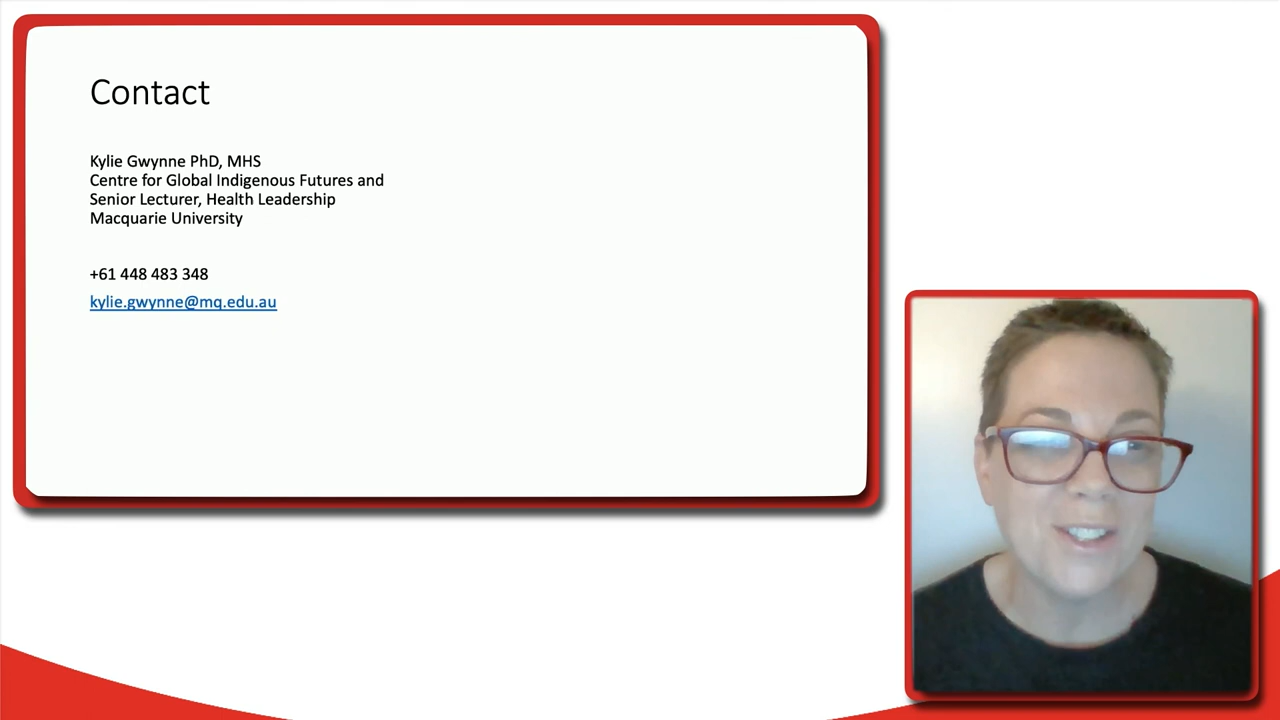 Contact
Kylie Gwynne PhD, MHS
Centre for Global Indigenous Futures and
Senior Lecturer, Health Leadership
Macquarie University
+61 448 483 348
kylie.gwynne@mq.edu.au